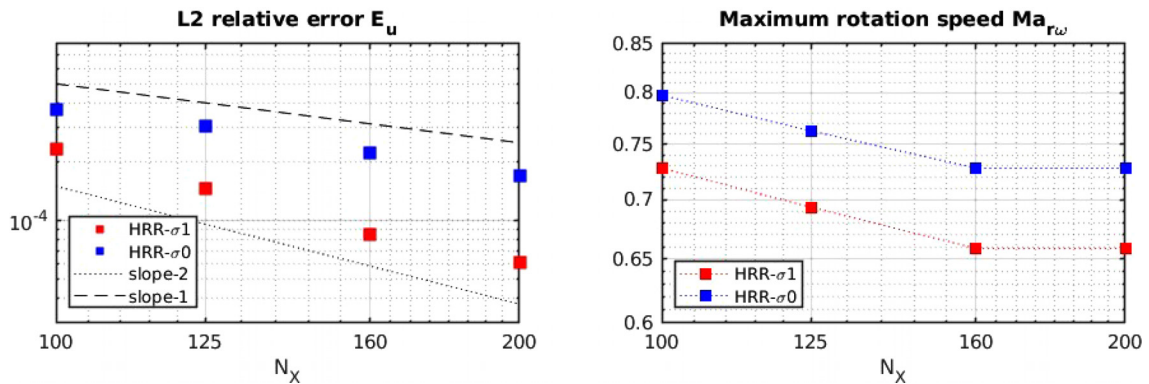 L2 relative error E_u
10^-4
HRR-σ1
HRR-σ0
slope-2
slope-1
100
125
160
200
N_X
Maximum rotation speed Ma_rω
0.85
0.8
0.75
0.7
0.65
0.6
HRR-σ1
HRR-σ0
100
125
160
200
N_X